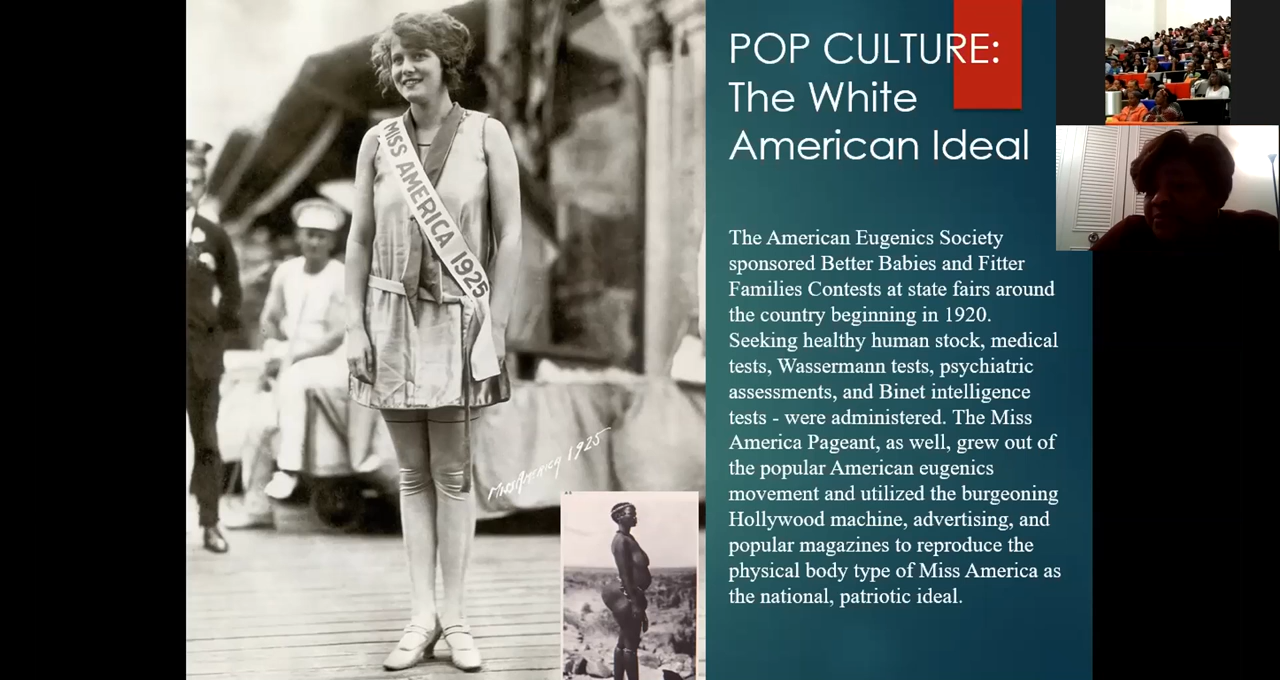 POP CULTURE:
The White
American Ideal
The American Eugenics Society
sponsored Better Babies and Fitter
Families Contests at state fairs around
the country beginning in 1920.
Seeking healthy human stock, medical
tests, Wassermann tests, psychiatric
assessments, and Binet intelligence
tests - were administered. The Miss
America Pageant, as well, grew out of
the popular American eugenics
movement and utilized the burgeoning
Hollywood machine, advertising, and
popular magazines to reproduce the
physical body type of Miss America as
the national, patriotic ideal.
MISS AMERICA 1925
Miss America 1925